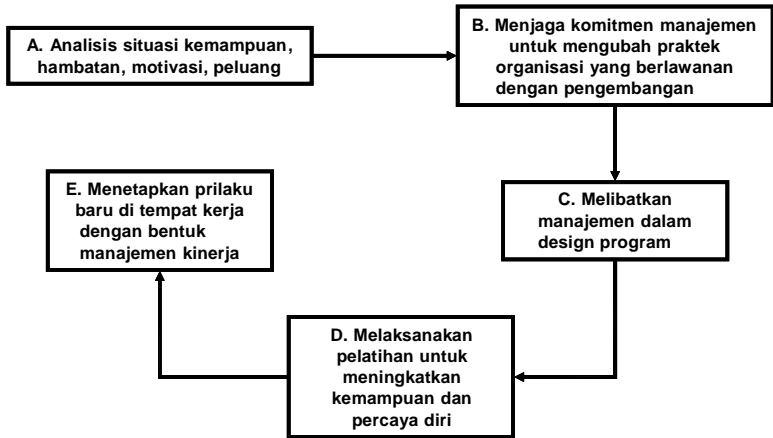 A. Analisis situasi kemampuan,
hambatan, motivasi, peluang
B. Menjaga komitmen manajemen
untuk mengubah praktek
organisasi yang berlawanan
dengan pengembangan
C. Melibatkan
manajemen dalam
design program
D. Melaksanakan
pelatihan untuk
meningkatkan
kemampuan dan
percaya diri
E. Menetapkan prilaku
baru di tempat kerja
dengan bentuk
manajemen kinerja